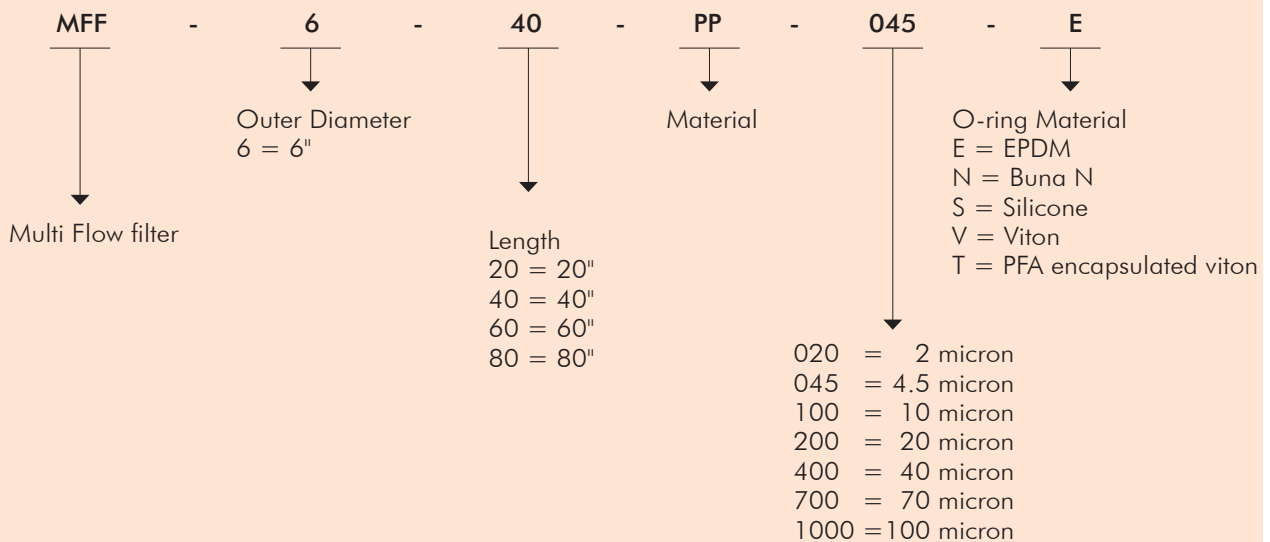 MFF - 6 - 40 - PP - 045 - E
Multi Flow filter
Outer Diameter
6 = 6"
Length
20 = 20"
40 = 40"
60 = 60"
80 = 80"
Material
020 = 2 micron
045 = 4.5 micron
100 = 10 micron
200 = 20 micron
400 = 40 micron
700 = 70 micron
1000 =100 micron
O-ring Material
E = EPDM
N = Buna N
S = Silicone
V = Viton
T = PFA encapsulated viton